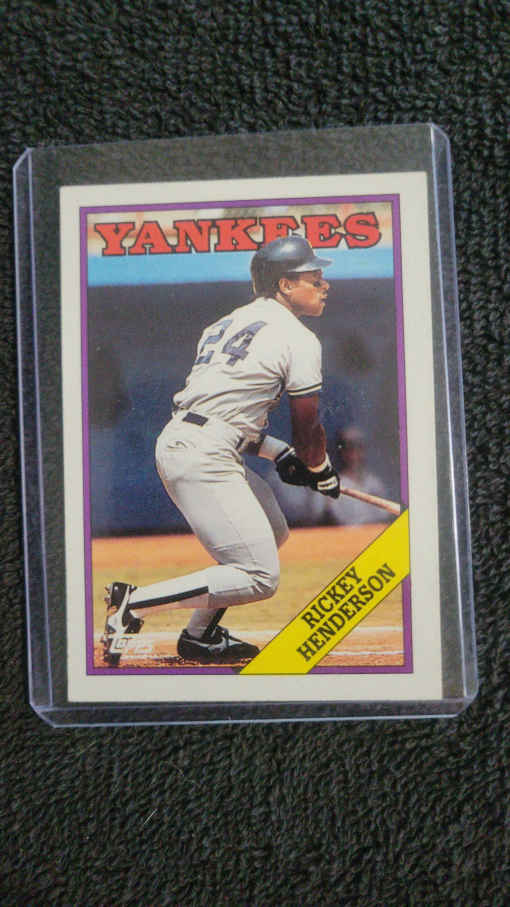 YANKEES
24
Topps
RICKEY
HENDERSON